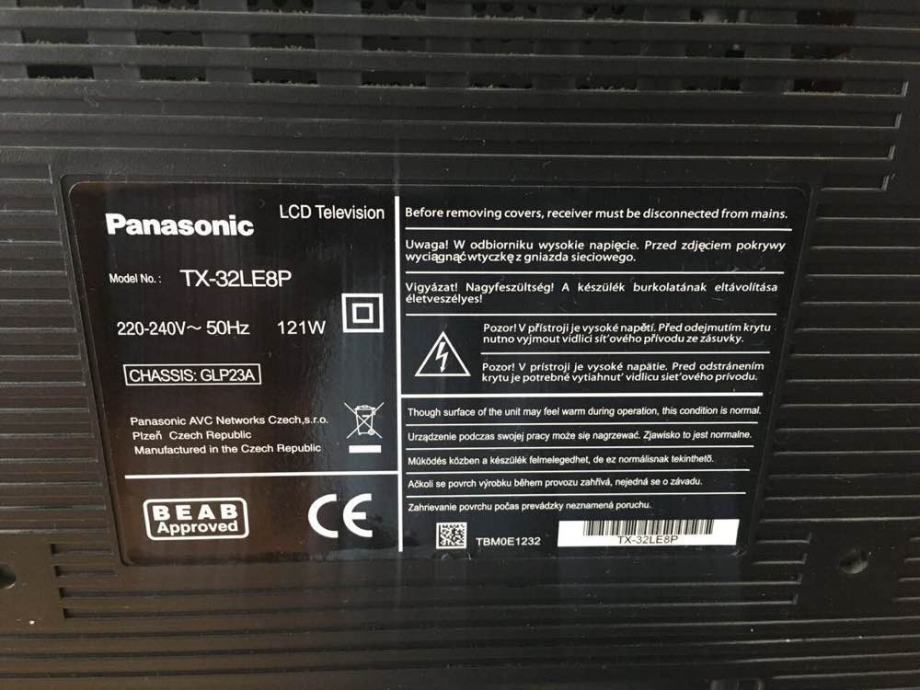 Panasonic
LCD Television
Model No.: TX-32LE8P
220-240V~ 50Hz 121W
CHASSIS: GLP23A
Panasonic AVC Networks Czech,s.r.o.
Plzeň Czech Republic
Manufactured in the Czech Republic
BEAB
Approved
CE
Before removing covers, receiver must be disconnected from mains.
Uwaga! W odbiorniku wysokie napięcie. Przed zdjęciem pokrywy
wyciągnąćwtyczkę z gniazda sieciowego.
Vigyázat! Nagyfeszültség! A készülék burkolatának eltávolítása
életveszélyes!
Pozor! V přístroji je vysoké napětí. Před odejmutím krytu
nutno vyjmout vidlici síť'ového přívodu ze zásuvky.
Pozor! V prístroji je vysoké napätie. Pred odstránením
krytu je potrebné vytiahnut' vidlicu siet'ového prívodu.
Though surface of the unit may feel warm during operation, this condition is normal.
Urządzenie podczas swojej pracy może się nagrzewać. Zjawisko to jest normalne.
Működés közben a készülék felmelegedhet, de ez normálisnak tekinthető.
Ačkoli se povrch výrobku během provozu zahřívá, nejedná se o závadu.
Zahrievanie povrchu počas prevádzky neznamená poruchu.
TBM0E1232
TX-32LE8P